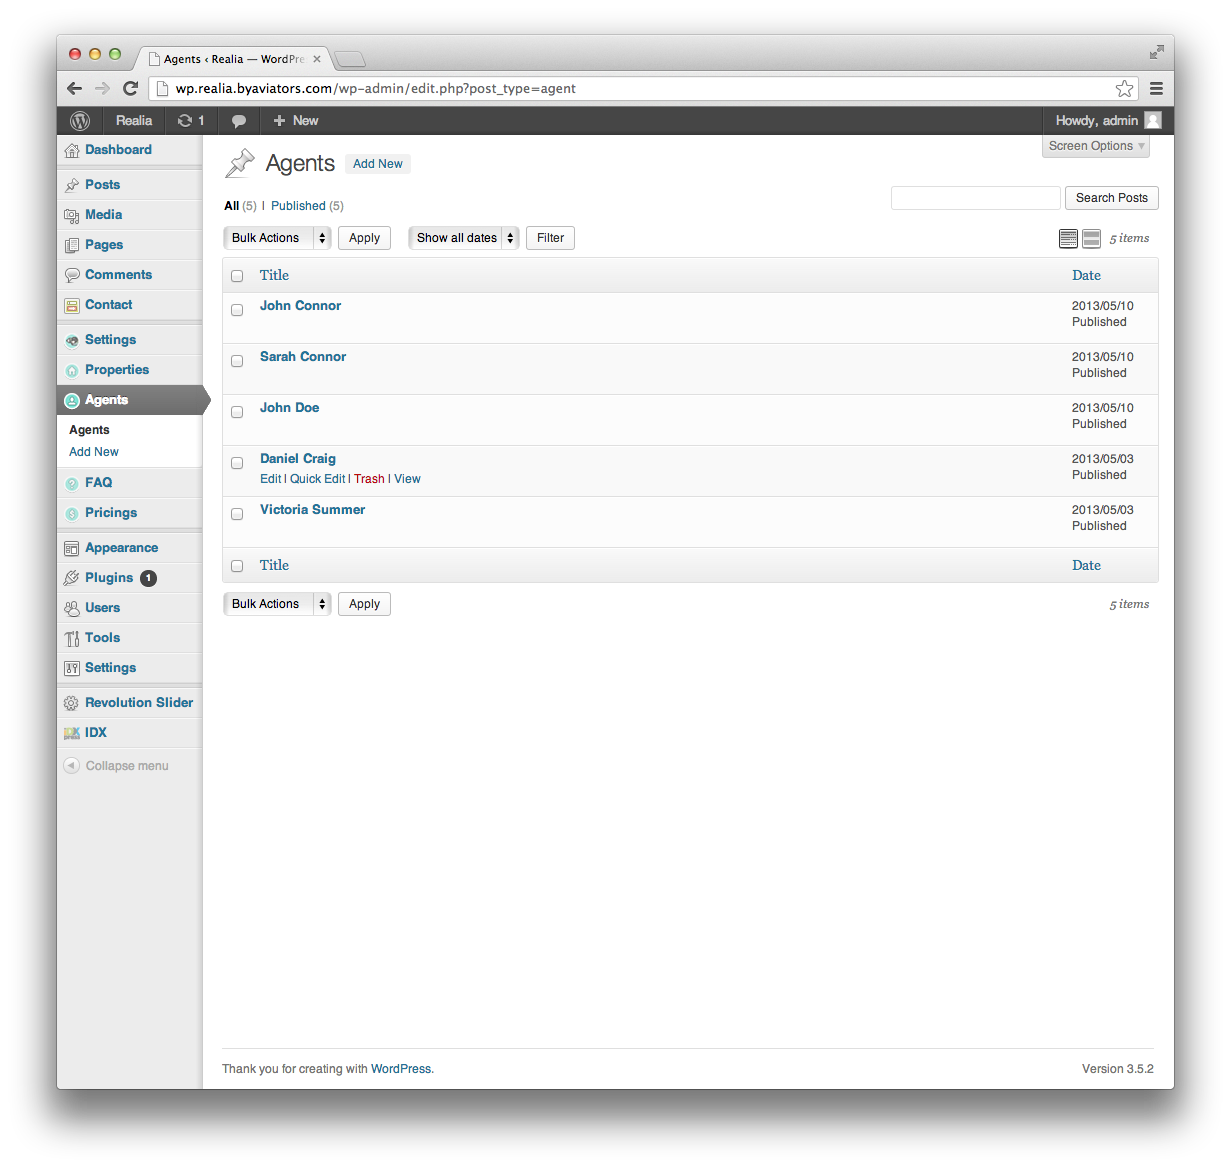 Agents ‹ Realia — WordPre
wp.realia.byaviators.com/wp-admin/edit.php?post_type=agent
Realia 1 New Howdy, admin
Dashboard
Posts
Media
Pages
Comments
Contact
Settings
Properties
Agents
Agents
Add New
FAQ
Pricings
Appearance
Plugins 1
Users
Tools
Settings
Revolution Slider
IDX
Collapse menu
Screen Options
Agents Add New
All (5) | Published (5)
Search Posts
Bulk Actions Apply Show all dates Filter 5 items
Title Date
John Connor 2013/05/10
Published
Sarah Connor 2013/05/10
Published
John Doe 2013/05/10
Published
Daniel Craig 2013/05/03
Edit | Quick Edit | Trash | View Published
Victoria Summer 2013/05/03
Published
Title Date
Bulk Actions Apply 5 items
Thank you for creating with WordPress. Version 3.5.2